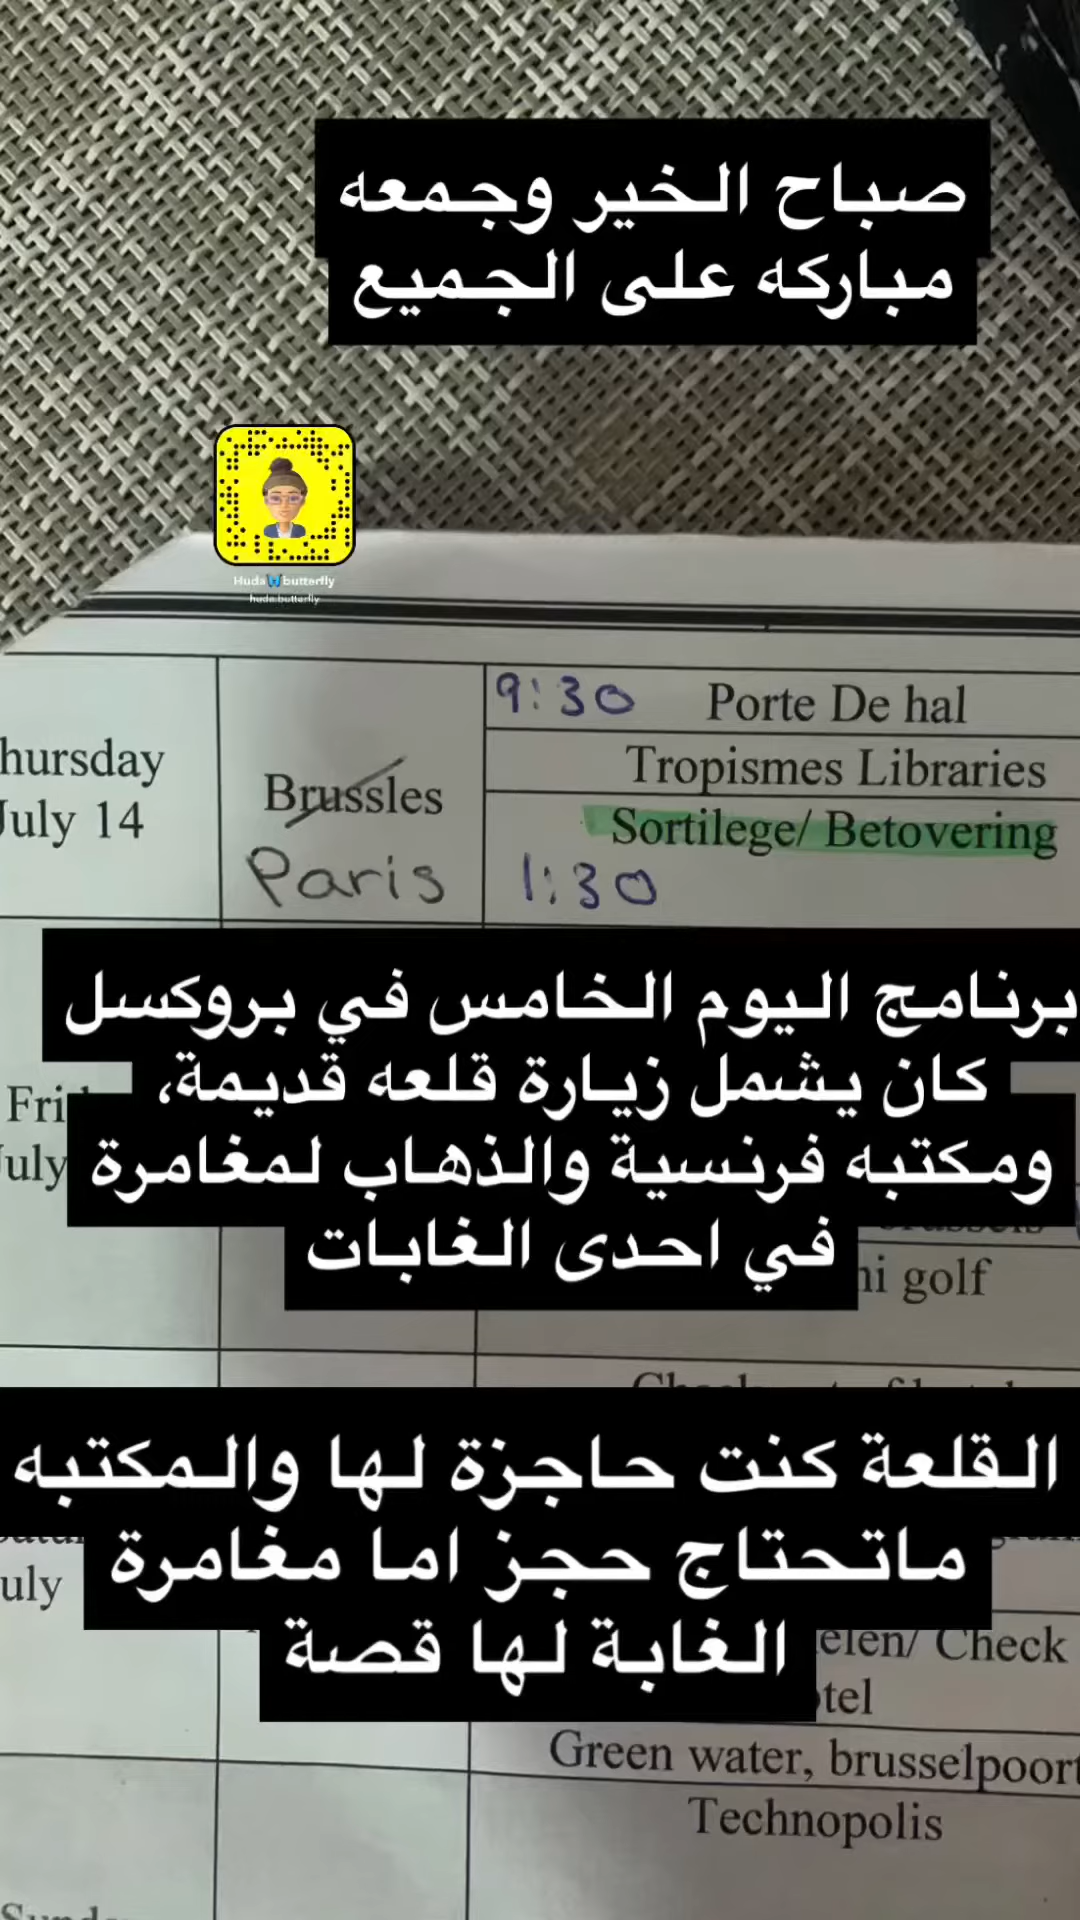 صباح الخير وجمعه
مباركه على الجميع
Huda🦋butterfly
huda.butterfly
9:30 Porte De hal
Tropismes Libraries
hursday
July 14
Brussles
Sortilege/ Betovering
Paris
1:30
برنامج اليوم الخامس في بروكسل
كان يشمل زيارة قلعه قديمة،
ومكتبه فرنسية والذهاب لمغامرة
في احدى الغابات
Fri
uly
ni golf
القلعة كنت حاجزة لها والمكتبه
ماتحتاج حجز اما مغامرة
الغابة لها قصة
uly
elen/ Check
tel
Green water, brusselpoort
Technopolis